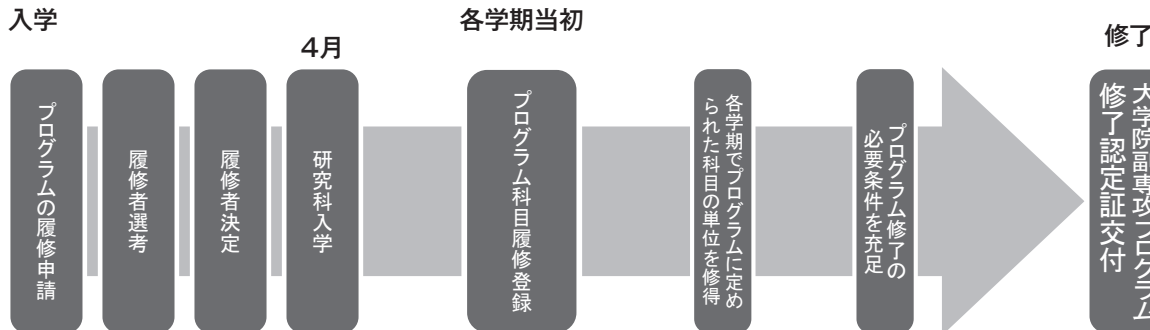 入学
4月
各学期当初
修了
プログラムの履修申請
履修者選考
履修者決定
研究科入学
プログラム科目履修登録
各学期でプログラムに定め
られた科目の単位を修得
プログラム修了の
必要条件を充足
大学院副専攻プログラム
修了認定証交付